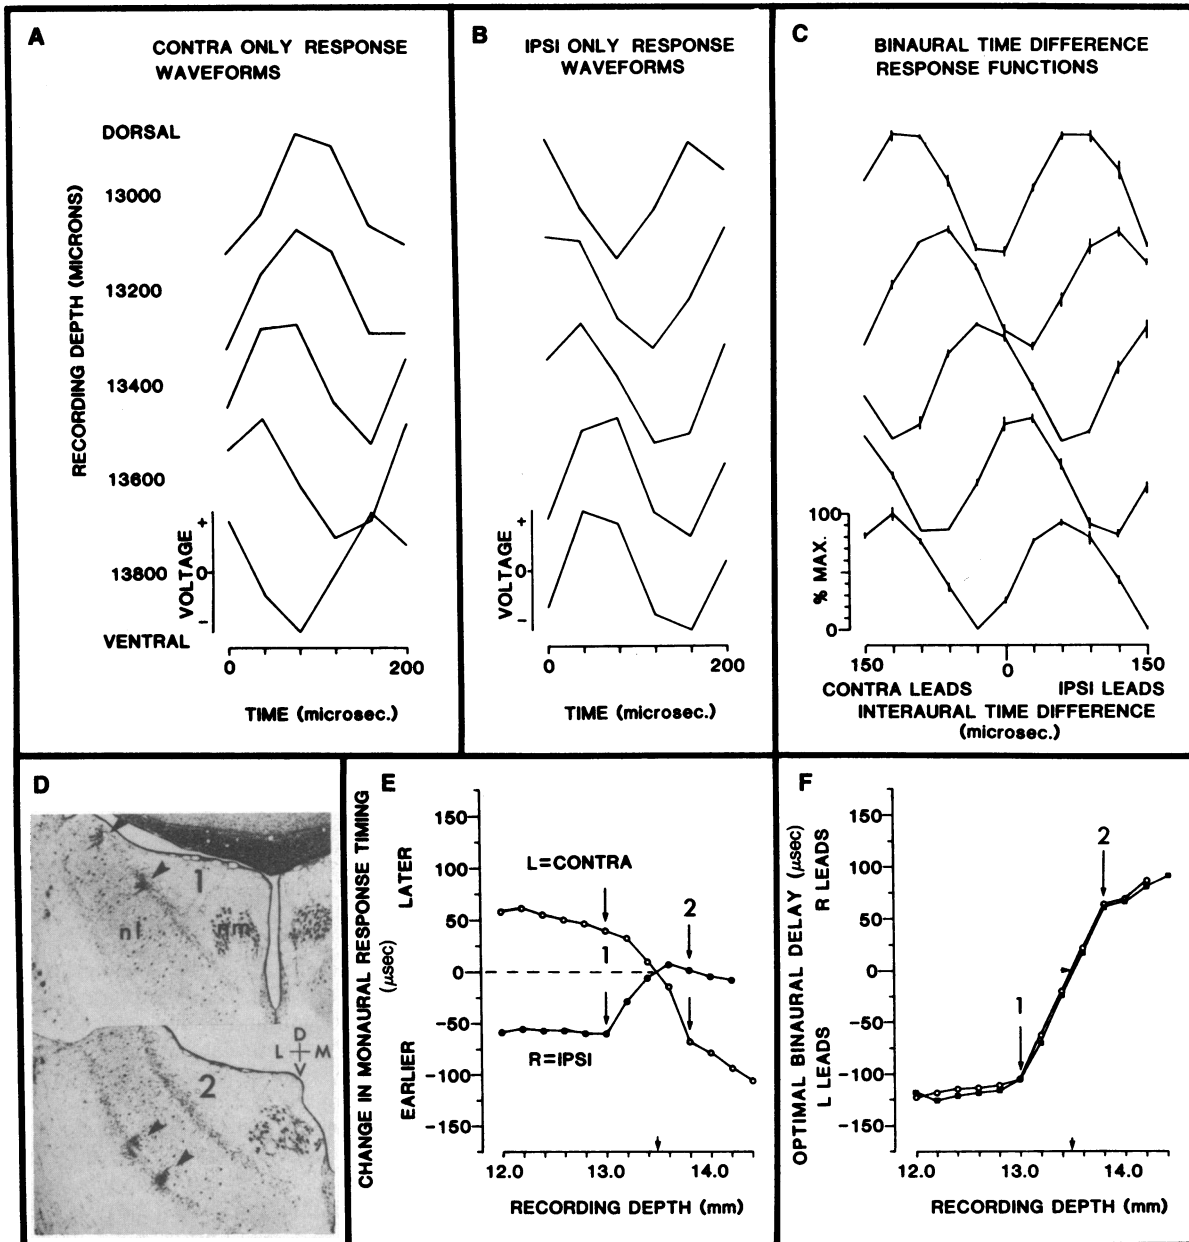 A
CONTRA ONLY RESPONSE
WAVEFORMS
RECORDING DEPTH (MICRONS)
DORSAL
13000
13200
13400
13600
13800
VENTRAL
VOLTAGE
+
0
−
0
200
TIME (microsec.)
B
IPSI ONLY RESPONSE
WAVEFORMS
VOLTAGE
+
0
−
0
200
TIME (microsec.)
C
BINAURAL TIME DIFFERENCE
RESPONSE FUNCTIONS
% MAX.
100
0
150
0
150
CONTRA LEADS
IPSI LEADS
INTERAURAL TIME DIFFERENCE
(microsec.)
D
1
nl
nm
D
L
M
V
2
E
CHANGE IN MONAURAL RESPONSE TIMING
(µsec)
EARLIER
LATER
150
100
50
0
−50
−100
−150
L=CONTRA
1
2
R=IPSI
12.0
13.0
14.0
RECORDING DEPTH (mm)
F
OPTIMAL BINAURAL DELAY (µsec)
L LEADS
R LEADS
150
100
50
0
−50
−100
−150
1
2
12.0
13.0
14.0
RECORDING DEPTH (mm)